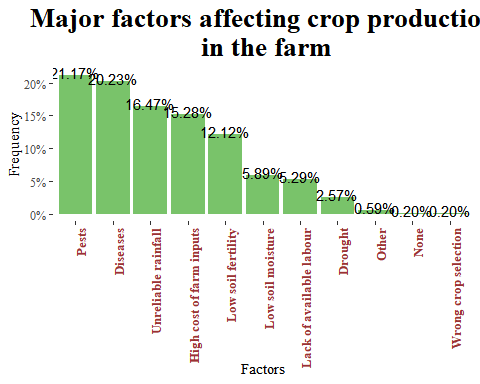 Major factors affecting crop productio
in the farm
Frequency
20%
15%
10%
5%
0%
21.17%
20.23%
16.47%
15.28%
12.12%
5.89%
5.29%
2.57%
0.59%
0.20%
0.20%
Pests
Diseases
Unreliable rainfall
High cost of farm inputs
Low soil fertility
Low soil moisture
Lack of available labour
Drought
Other
None
Wrong crop selection
Factors